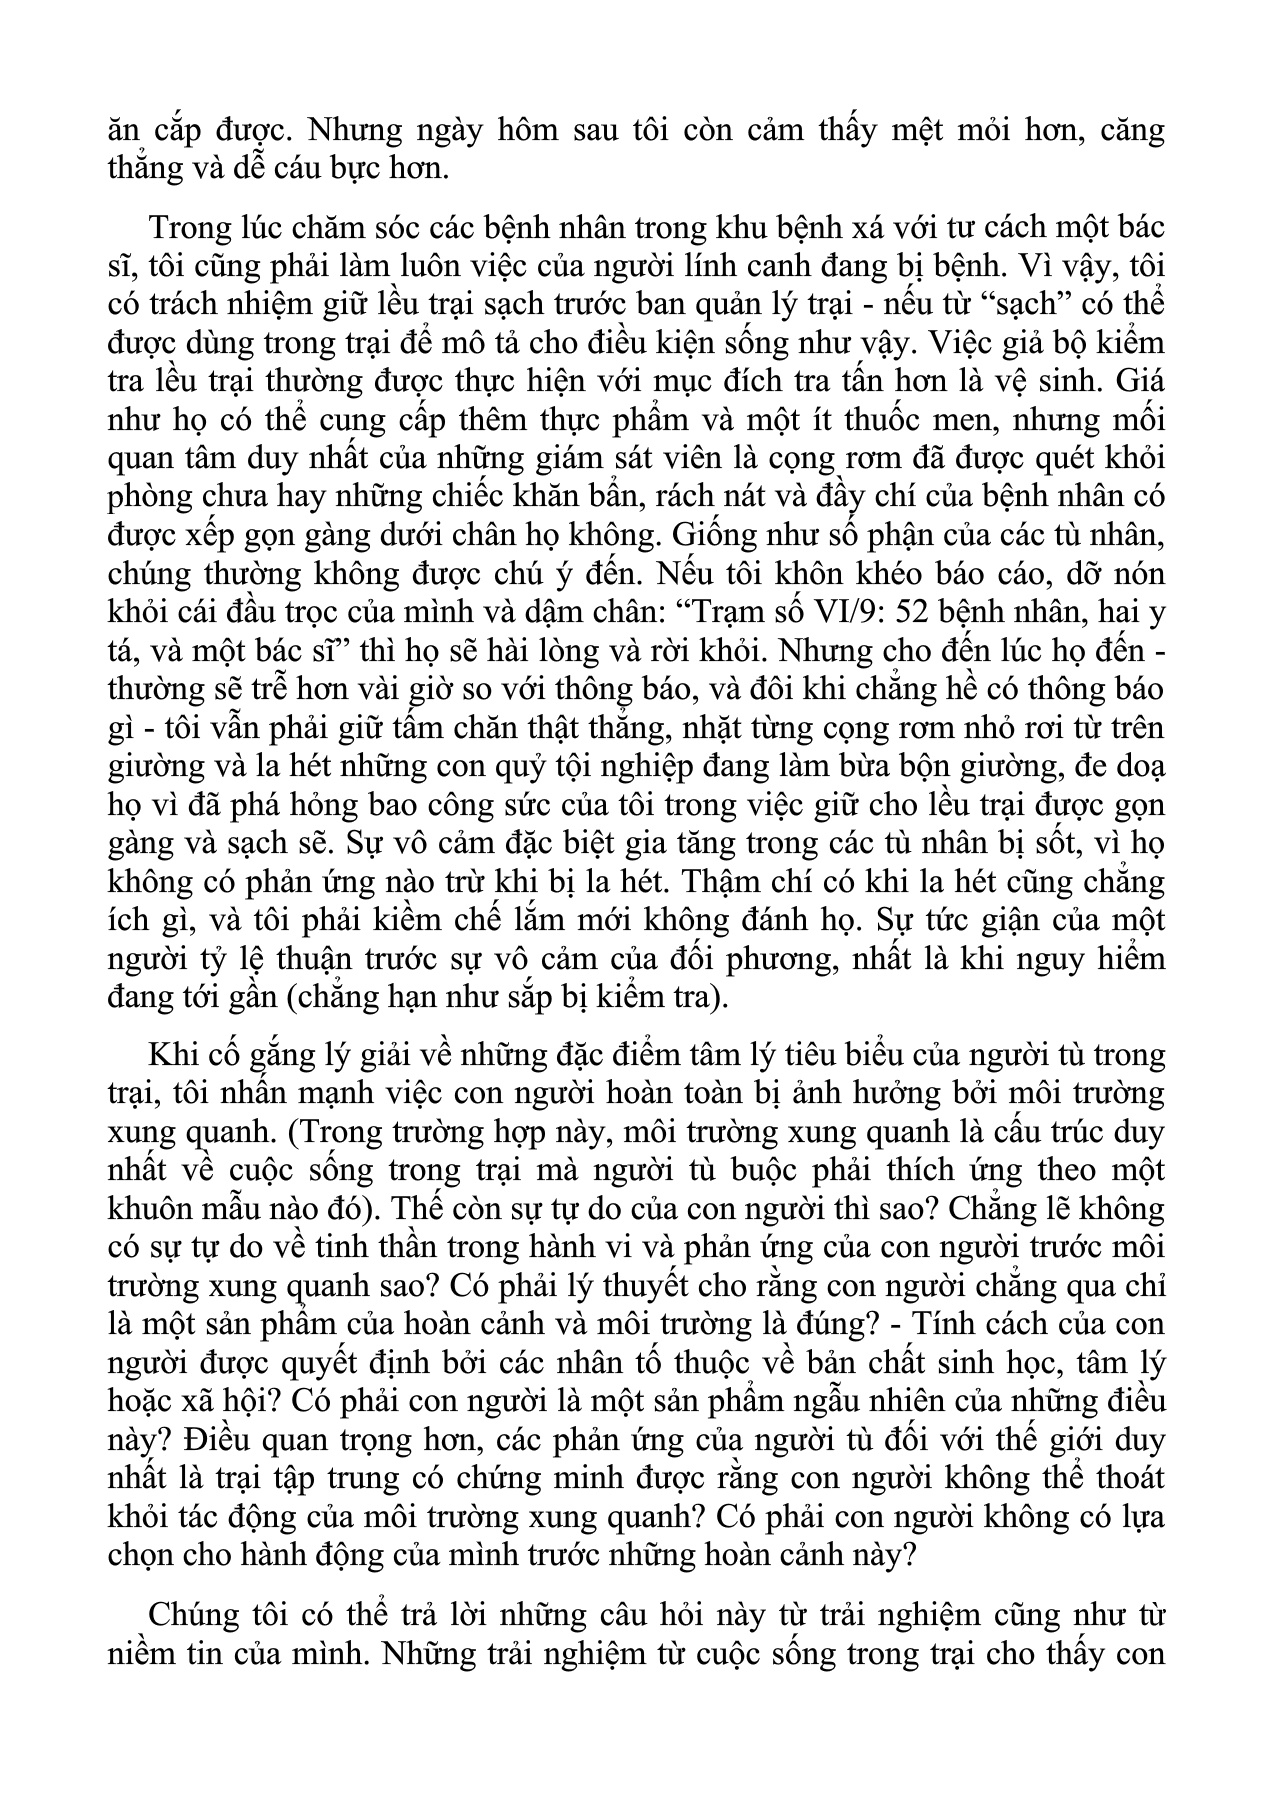 ăn cắp được. Nhưng ngày hôm sau tôi còn cảm thấy mệt mỏi hơn, căng
thẳng và dễ cáu bực hơn.
Trong lúc chăm sóc các bệnh nhân trong khu bệnh xá với tư cách một bác
sĩ, tôi cũng phải làm luôn việc của người lính canh đang bị bệnh. Vì vậy, tôi
có trách nhiệm giữ lều trại sạch trước ban quản lý trại - nếu từ “sạch” có thể
được dùng trong trại để mô tả cho điều kiện sống như vậy. Việc giả bộ kiểm
tra lều trại thường được thực hiện với mục đích tra tấn hơn là vệ sinh. Giá
như họ có thể cung cấp thêm thực phẩm và một ít thuốc men, nhưng mối
quan tâm duy nhất của những giám sát viên là cọng rơm đã được quét khỏi
phòng chưa hay những chiếc khăn bẩn, rách nát và đầy chí của bệnh nhân có
được xếp gọn gàng dưới chân họ không. Giống như số phận của các tù nhân,
chúng thường không được chú ý đến. Nếu tôi khôn khéo báo cáo, dỡ nón
khỏi cái đầu trọc của mình và dậm chân: “Trạm số VI/9: 52 bệnh nhân, hai y
tá, và một bác sĩ” thì họ sẽ hài lòng và rời khỏi. Nhưng cho đến lúc họ đến -
thường sẽ trễ hơn vài giờ so với thông báo, và đôi khi chẳng hề có thông báo
gì - tôi vẫn phải giữ tấm chăn thật thẳng, nhặt từng cọng rơm nhỏ rơi từ trên
giường và la hét những con quỷ tội nghiệp đang làm bừa bộn giường, đe doạ
họ vì đã phá hỏng bao công sức của tôi trong việc giữ cho lều trại được gọn
gàng và sạch sẽ. Sự vô cảm đặc biệt gia tăng trong các tù nhân bị sốt, vì họ
không có phản ứng nào trừ khi bị la hét. Thậm chí có khi la hét cũng chẳng
ích gì, và tôi phải kiềm chế lắm mới không đánh họ. Sự tức giận của một
người tỷ lệ thuận trước sự vô cảm của đối phương, nhất là khi nguy hiểm
đang tới gần (chẳng hạn như sắp bị kiểm tra).
Khi cố gắng lý giải về những đặc điểm tâm lý tiêu biểu của người tù trong
trại, tôi nhấn mạnh việc con người hoàn toàn bị ảnh hưởng bởi môi trường
xung quanh. (Trong trường hợp này, môi trường xung quanh là cấu trúc duy
nhất về cuộc sống trong trại mà người tù buộc phải thích ứng theo một
khuôn mẫu nào đó). Thế còn sự tự do của con người thì sao? Chẳng lẽ không
có sự tự do về tinh thần trong hành vi và phản ứng của con người trước môi
trường xung quanh sao? Có phải lý thuyết cho rằng con người chẳng qua chỉ
là một sản phẩm của hoàn cảnh và môi trường là đúng? - Tính cách của con
người được quyết định bởi các nhân tố thuộc về bản chất sinh học, tâm lý
hoặc xã hội? Có phải con người là một sản phẩm ngẫu nhiên của những điều
này? Điều quan trọng hơn, các phản ứng của người tù đối với thế giới duy
nhất là trại tập trung có chứng minh được rằng con người không thể thoát
khỏi tác động của môi trường xung quanh? Có phải con người không có lựa
chọn cho hành động của mình trước những hoàn cảnh này?
Chúng tôi có thể trả lời những câu hỏi này từ trải nghiệm cũng như từ
niềm tin của mình. Những trải nghiệm từ cuộc sống trong trại cho thấy con